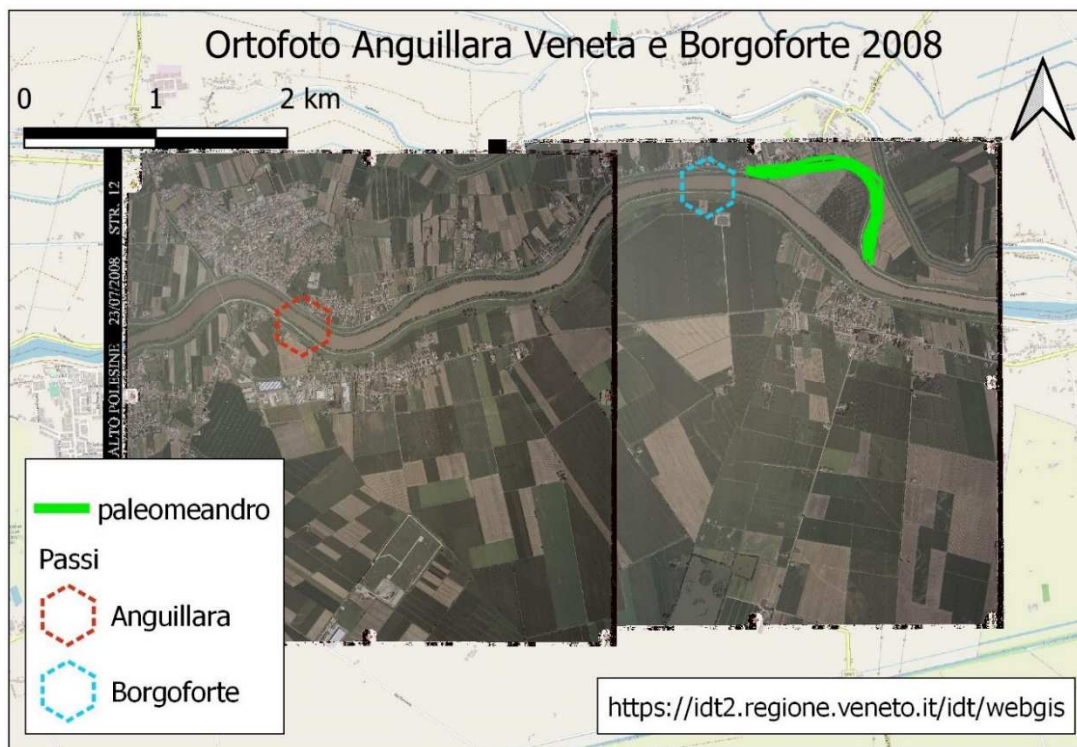 Ortofoto Anguillara Veneta e Borgoforte 2008
0 1 2 km
ALTO POLESINE 23/07/2008 STR. 12
paleomeandro
Passi
Anguillara
Borgoforte
https://idt2.regione.veneto.it/idt/webgis